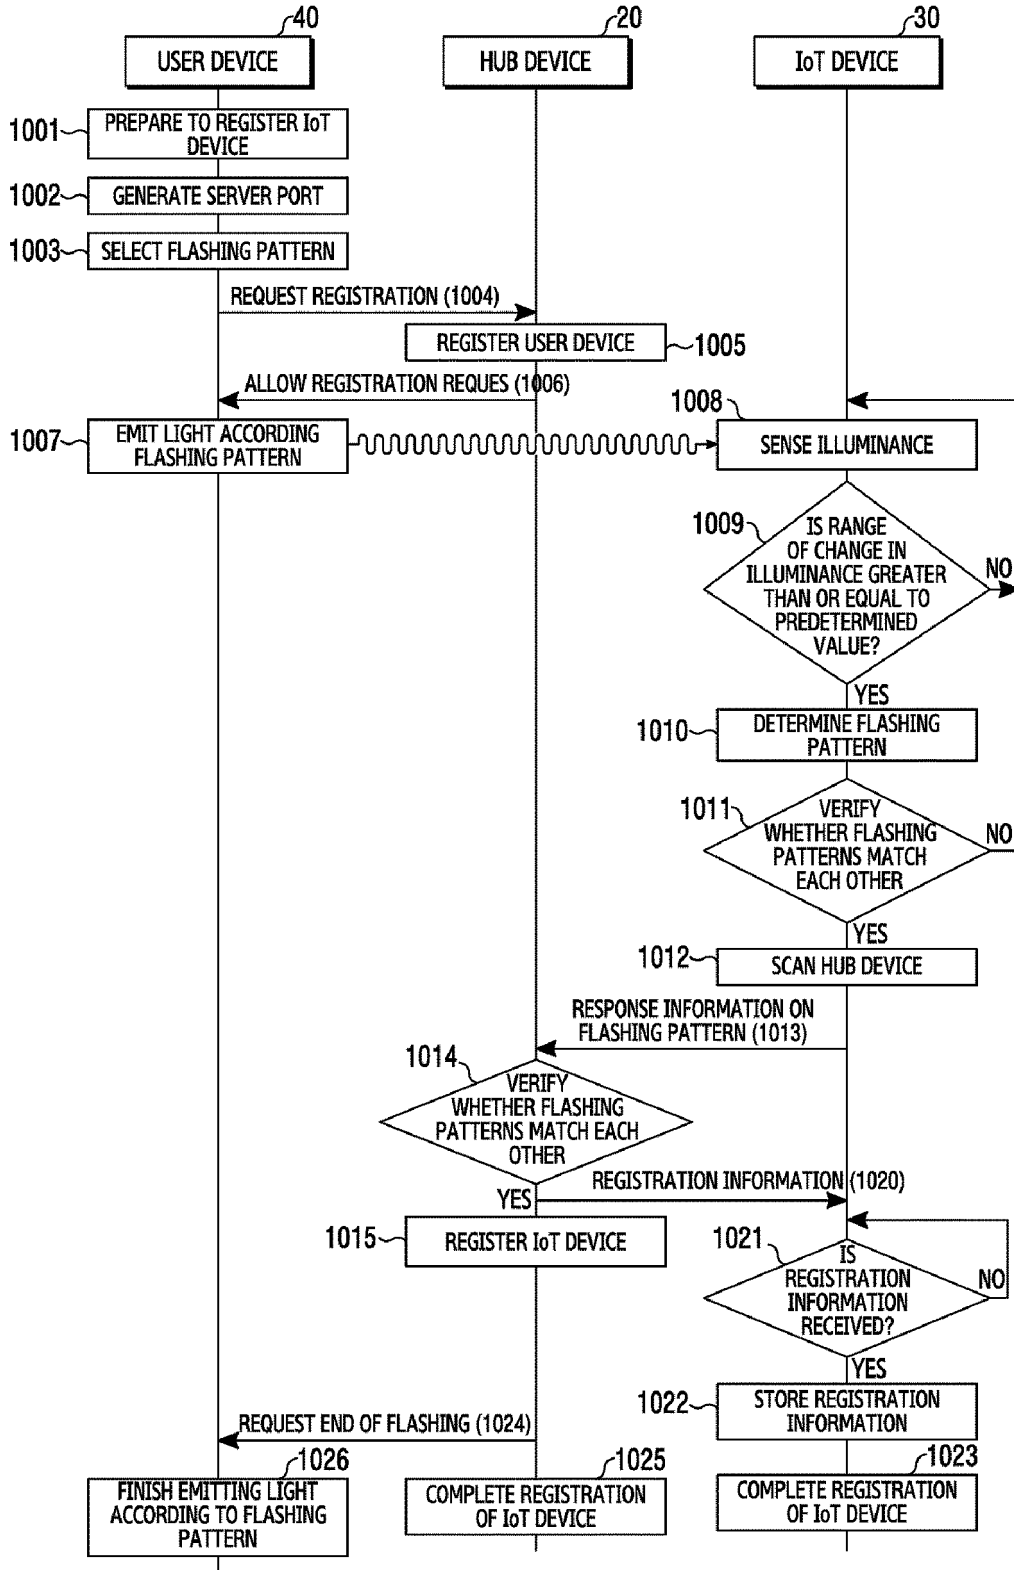 40
20
30
USER DEVICE
HUB DEVICE
IoT DEVICE
1001
PREPARE TO REGISTER IoT
DEVICE
1002
GENERATE SERVER PORT
1003
SELECT FLASHING PATTERN
REQUEST REGISTRATION (1004)
REGISTER USER DEVICE
1005
ALLOW REGISTRATION REQUES (1006)
1007
EMIT LIGHT ACCORDING
FLASHING PATTERN
1008
SENSE ILLUMINANCE
1009
IS RANGE
OF CHANGE IN
ILLUMINANCE GREATER
THAN OR EQUAL TO
PREDETERMINED
VALUE?
NO
YES
1010
DETERMINE FLASHING
PATTERN
1011
VERIFY
WHETHER FLASHING
PATTERNS MATCH
EACH OTHER
NO
YES
1012
SCAN HUB DEVICE
RESPONSE INFORMATION ON
FLASHING PATTERN (1013)
1014
VERIFY
WHETHER FLASHING
PATTERNS MATCH EACH
OTHER
YES
REGISTRATION INFORMATION (1020)
1015
REGISTER IoT DEVICE
1021
IS
REGISTRATION
INFORMATION
RECEIVED?
NO
YES
1022
STORE REGISTRATION
INFORMATION
REQUEST END OF FLASHING (1024)
1026
FINISH EMITTING LIGHT
ACCORDING TO FLASHING
PATTERN
1025
COMPLETE REGISTRATION
OF IoT DEVICE
1023
COMPLETE REGISTRATION
OF IoT DEVICE